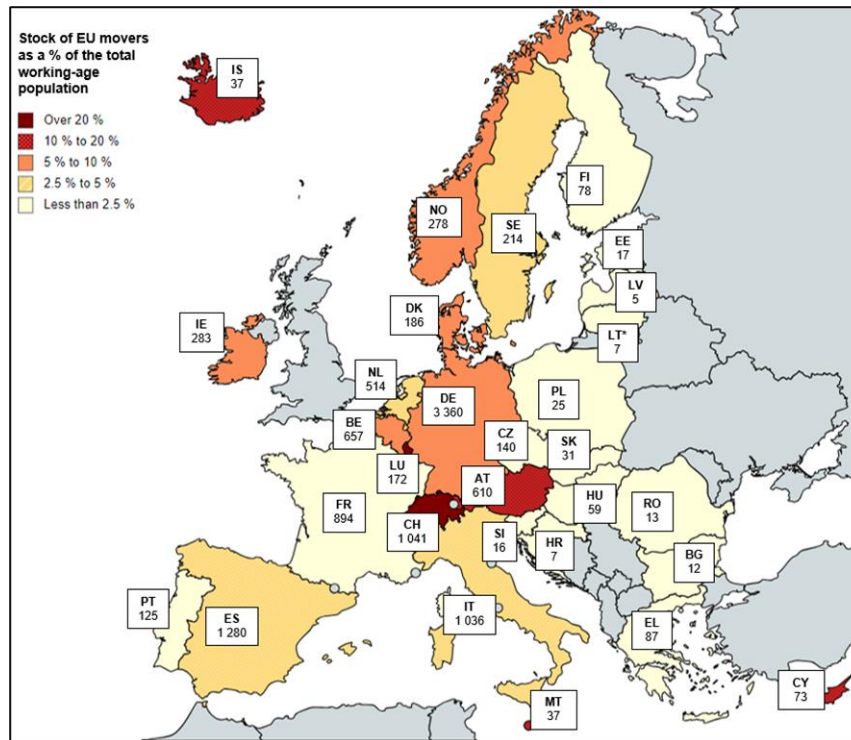 Stock of EU movers
as a % of the total
working-age
population
Over 20 %
10 % to 20 %
5 % to 10 %
2.5 % to 5 %
Less than 2.5 %
IS
37
FI
78
NO
278
SE
214
EE
17
LV
5
LT*
7
DK
186
IE
283
NL
514
DE
3 360
PL
25
BE
657
CZ
140
SK
31
LU
172
AT
610
HU
59
RO
13
FR
894
CH
1 041
SI
16
HR
7
BG
12
PT
125
ES
1 280
IT
1 036
EL
87
MT
37
CY
73